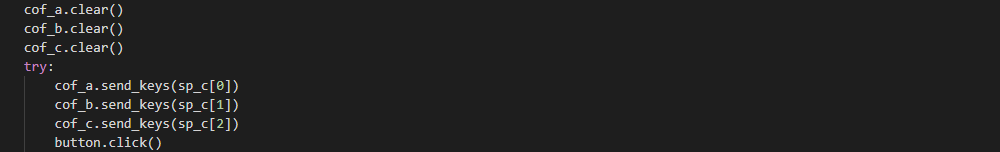 cof_a.clear()
cof_b.clear()
cof_c.clear()
try:
    cof_a.send_keys(sp_c[0])
    cof_b.send_keys(sp_c[1])
    cof_c.send_keys(sp_c[2])
    button.click()